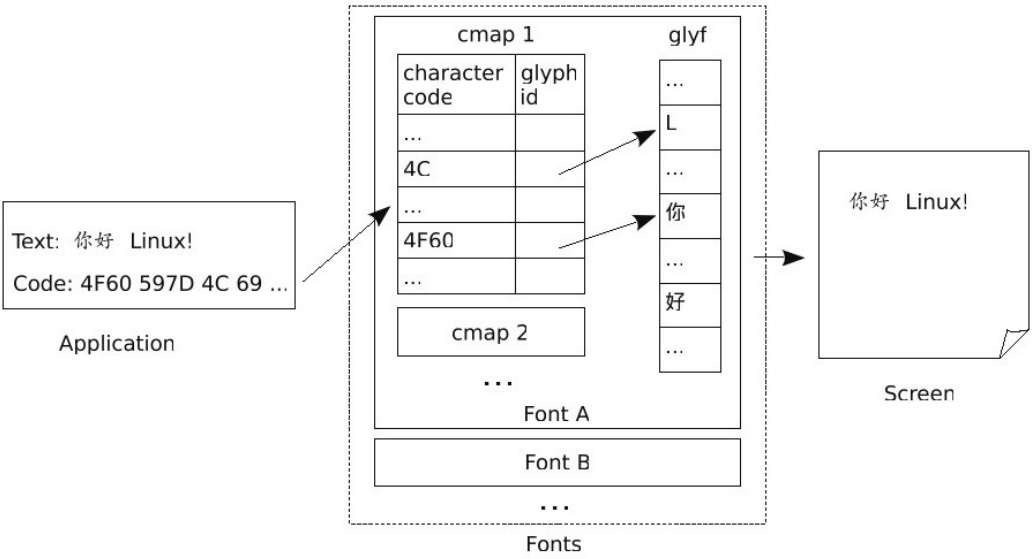 Text: 你好 Linux!
Code: 4F60 597D 4C 69 ...
Application
cmap 1
character code
glyph id
...
4C
...
4F60
...
cmap 2
...
glyf
...
L
...
你
...
好
...
Font A
Font B
...
Fonts
你好 Linux!
Screen